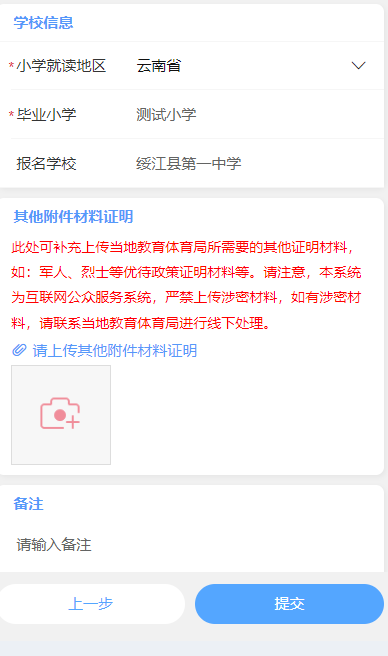 学校信息
*小学就读地区 云南省
*毕业小学 测试小学
报名学校 绥江县第一中学
其他附件材料证明
此处可补充上传当地教育体育局所需要的其他证明材料，
如：军人、烈士等优待政策证明材料等。请注意，本系统
为互联网公众服务系统，严禁上传涉密材料，如有涉密材
料，请联系当地教育体育局进行线下处理。
请上传其他附件材料证明
备注
请输入备注
上一步 提交